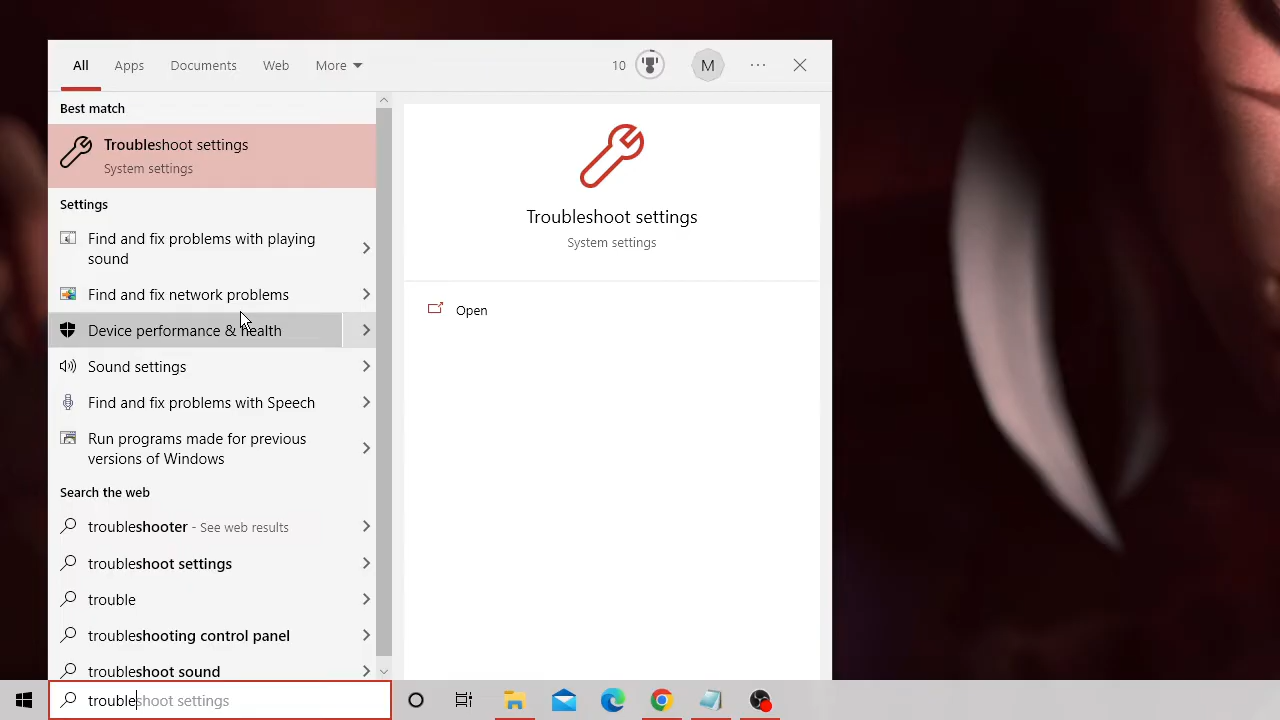 All
Apps
Documents
Web
More
10
M
Best match
Troubleshoot settings
System settings
Settings
Find and fix problems with playing
sound
Find and fix network problems
Device performance & health
Sound settings
Find and fix problems with Speech
Run programs made for previous
versions of Windows
Search the web
troubleshooter - See web results
troubleshoot settings
trouble
troubleshooting control panel
troubleshoot sound
Troubleshoot settings
System settings
Open
troubleshoot settings